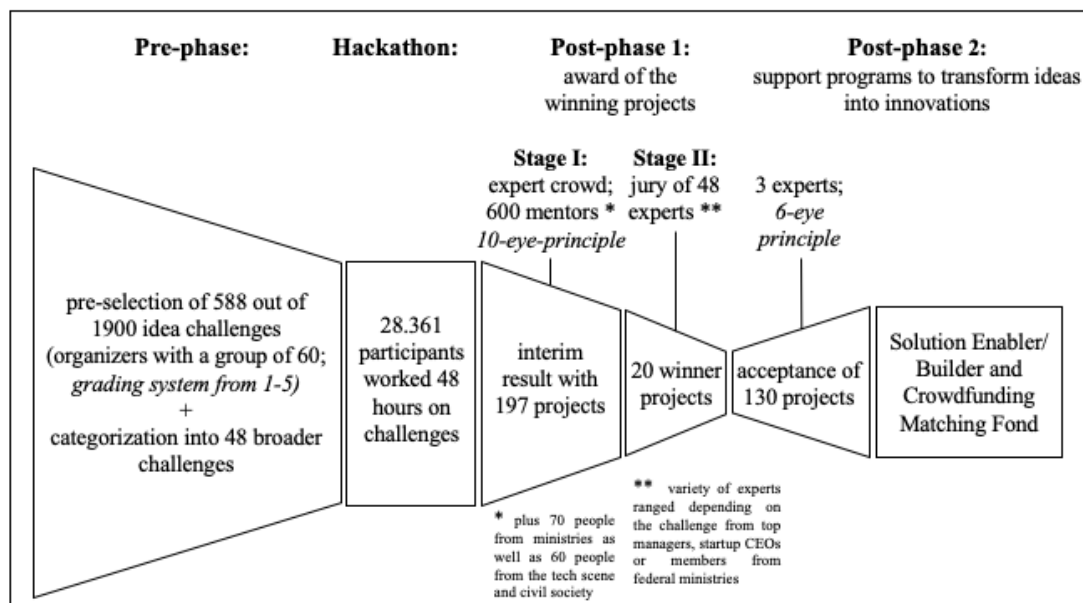 Pre-phase:
Hackathon:
Post-phase 1:
award of the
winning projects
Post-phase 2:
support programs to transform ideas
into innovations
Stage I:
expert crowd;
600 mentors *
10-eye-principle
Stage II:
jury of 48
experts **
3 experts;
6-eye
principle
pre-selection of 588 out of
1900 idea challenges
(organizers with a group of 60;
grading system from 1-5)
+
categorization into 48 broader
challenges
28.361
participants
worked 48
hours on
challenges
interim
result with
197 projects
20 winner
projects
acceptance of
130 projects
Solution Enabler/
Builder and
Crowdfunding
Matching Fond
* plus 70 people
from ministries as
well as 60 people
from the tech scene
and civil society
** variety of experts
ranged depending on
the challenge from top
managers, startup CEOs
or members from
federal ministries